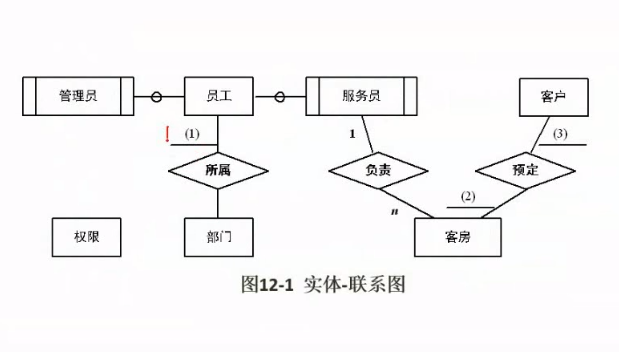 管理员
员工
服务员
客户
! (1)
1
(3)
所属
负责
预定
(2)
n
权限
部门
客房
图12-1 实体-联系图